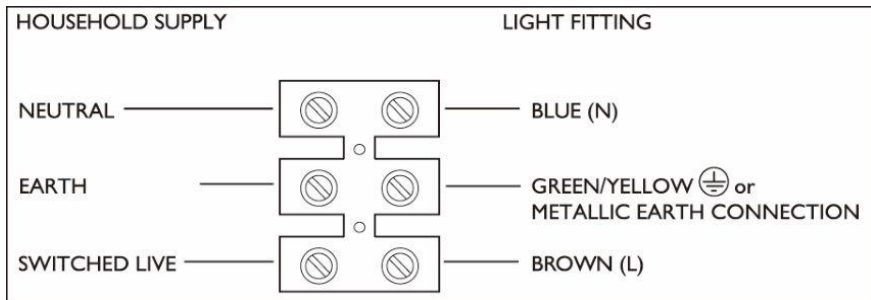 HOUSEHOLD SUPPLY
LIGHT FITTING
NEUTRAL
BLUE (N)
EARTH
GREEN/YELLOW ⏚ or
METALLIC EARTH CONNECTION
SWITCHED LIVE
BROWN (L)